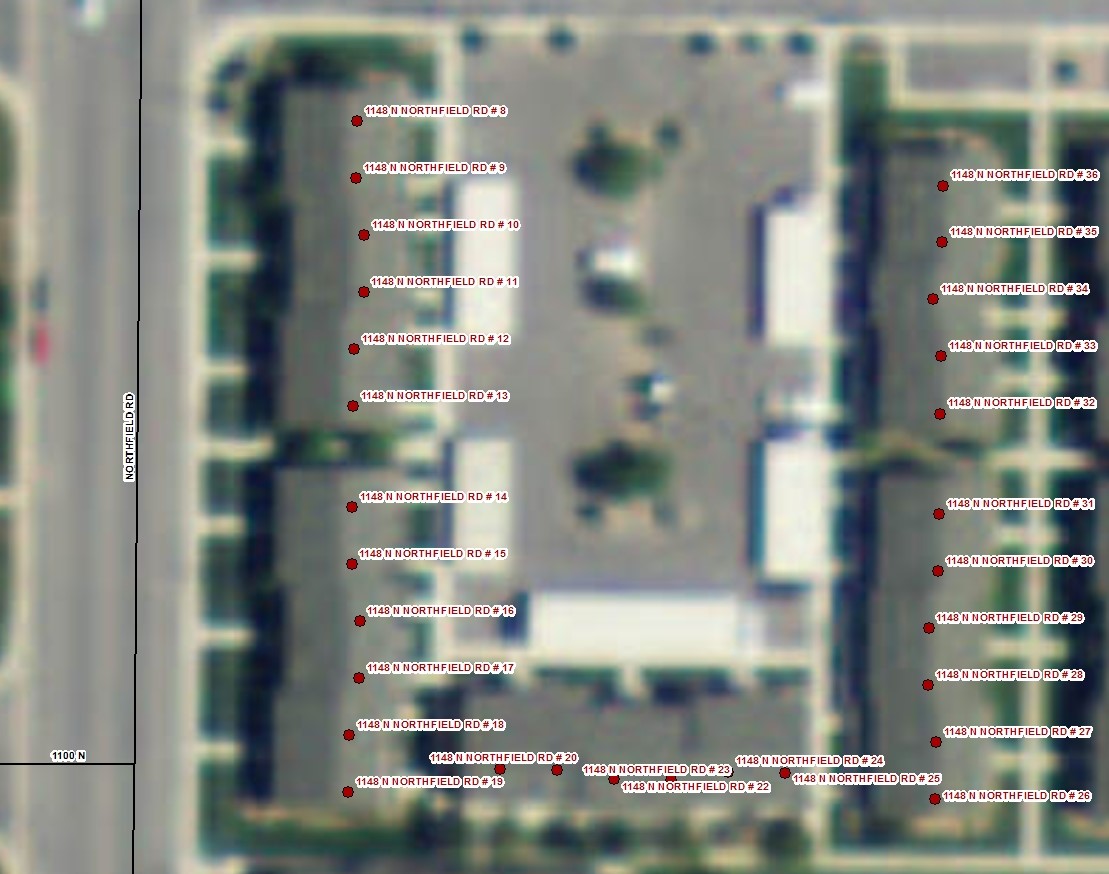 1148 N NORTHFIELD RD # 8
1148 N NORTHFIELD RD # 9
1148 N NORTHFIELD RD # 10
1148 N NORTHFIELD RD # 11
1148 N NORTHFIELD RD # 12
1148 N NORTHFIELD RD # 13
1148 N NORTHFIELD RD # 14
1148 N NORTHFIELD RD # 15
1148 N NORTHFIELD RD # 16
1148 N NORTHFIELD RD # 17
1148 N NORTHFIELD RD # 18
1148 N NORTHFIELD RD # 19
1148 N NORTHFIELD RD # 20
1148 N NORTHFIELD RD # 23
1148 N NORTHFIELD RD # 22
1148 N NORTHFIELD RD # 24
1148 N NORTHFIELD RD # 25
1148 N NORTHFIELD RD # 36
1148 N NORTHFIELD RD # 35
1148 N NORTHFIELD RD # 34
1148 N NORTHFIELD RD # 33
1148 N NORTHFIELD RD # 32
1148 N NORTHFIELD RD # 31
1148 N NORTHFIELD RD # 30
1148 N NORTHFIELD RD # 29
1148 N NORTHFIELD RD # 28
1148 N NORTHFIELD RD # 27
1148 N NORTHFIELD RD # 26
NORTHFIELD RD
1100 N